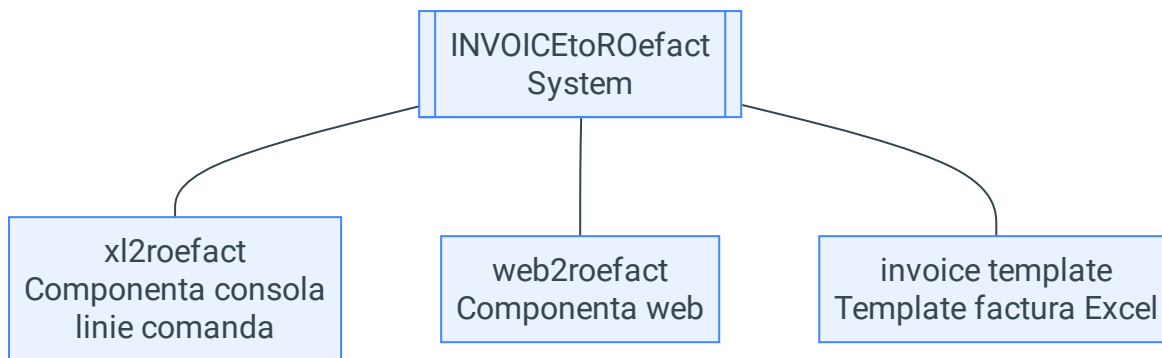 INVOICEtoROefact
System
xl2roefact
Componenta consola
linie comanda
web2roefact
Componenta web
invoice template
Template factura Excel